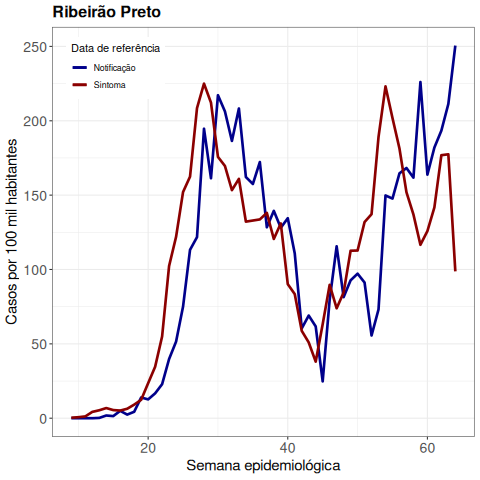 Ribeirão Preto
Data de referência
Notificação
Sintoma
Casos por 100 mil habitantes
250
200
150
100
50
0
20
40
60
Semana epidemiológica